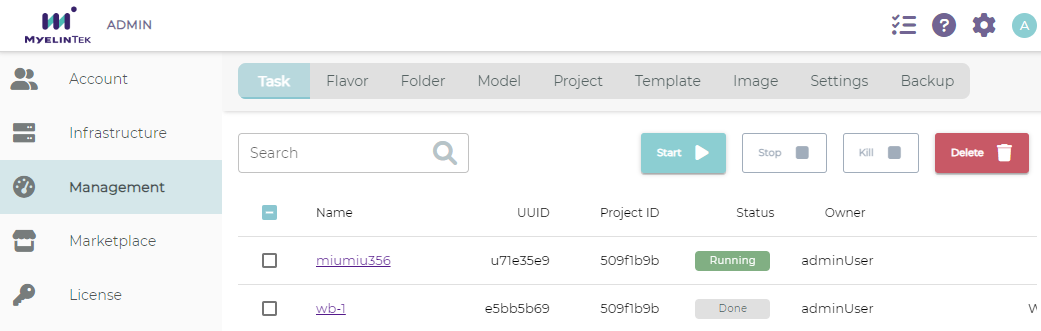 MYELINTEK ADMIN
? A
Account
Infrastructure
Management
Marketplace
License
Task Flavor Folder Model Project Template Image Settings Backup
Search Start Stop Kill Delete
Name UUID Project ID Status Owner
miumiu356 u71e35e9 509f1b9b Running adminUser
wb-1 e5bb5b69 509f1b9b Done adminUser W